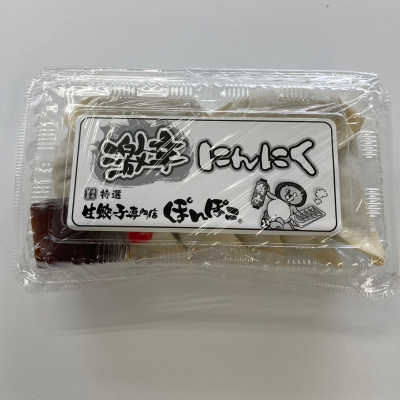 激辛 にんにく
特選
生餃子専門店 ぽんぽこ®